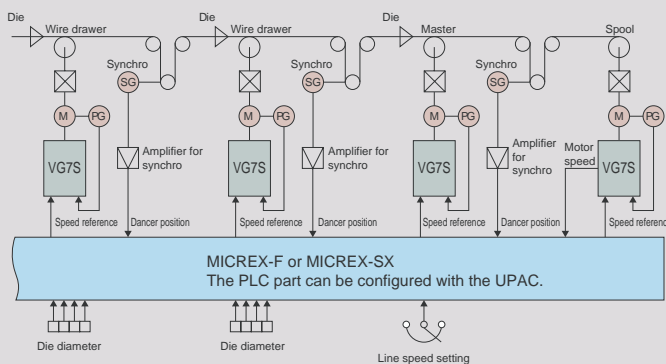 Die
Wire drawer
Die
Wire drawer
Die
Master
Spool
Synchro
Synchro
Synchro
SG
SG
SG
M
PG
M
PG
M
PG
M
PG
Amplifier for
synchro
Amplifier for
synchro
Amplifier
for
synchro
Motor
speed
VG7S
VG7S
VG7S
VG7S
Speed reference
Dancer position
Speed reference
Dancer position
Speed reference
Dancer position
Speed reference
MICREX-F or MICREX-SX
The PLC part can be configured with the UPAC.
Die diameter
Die diameter
Line speed setting